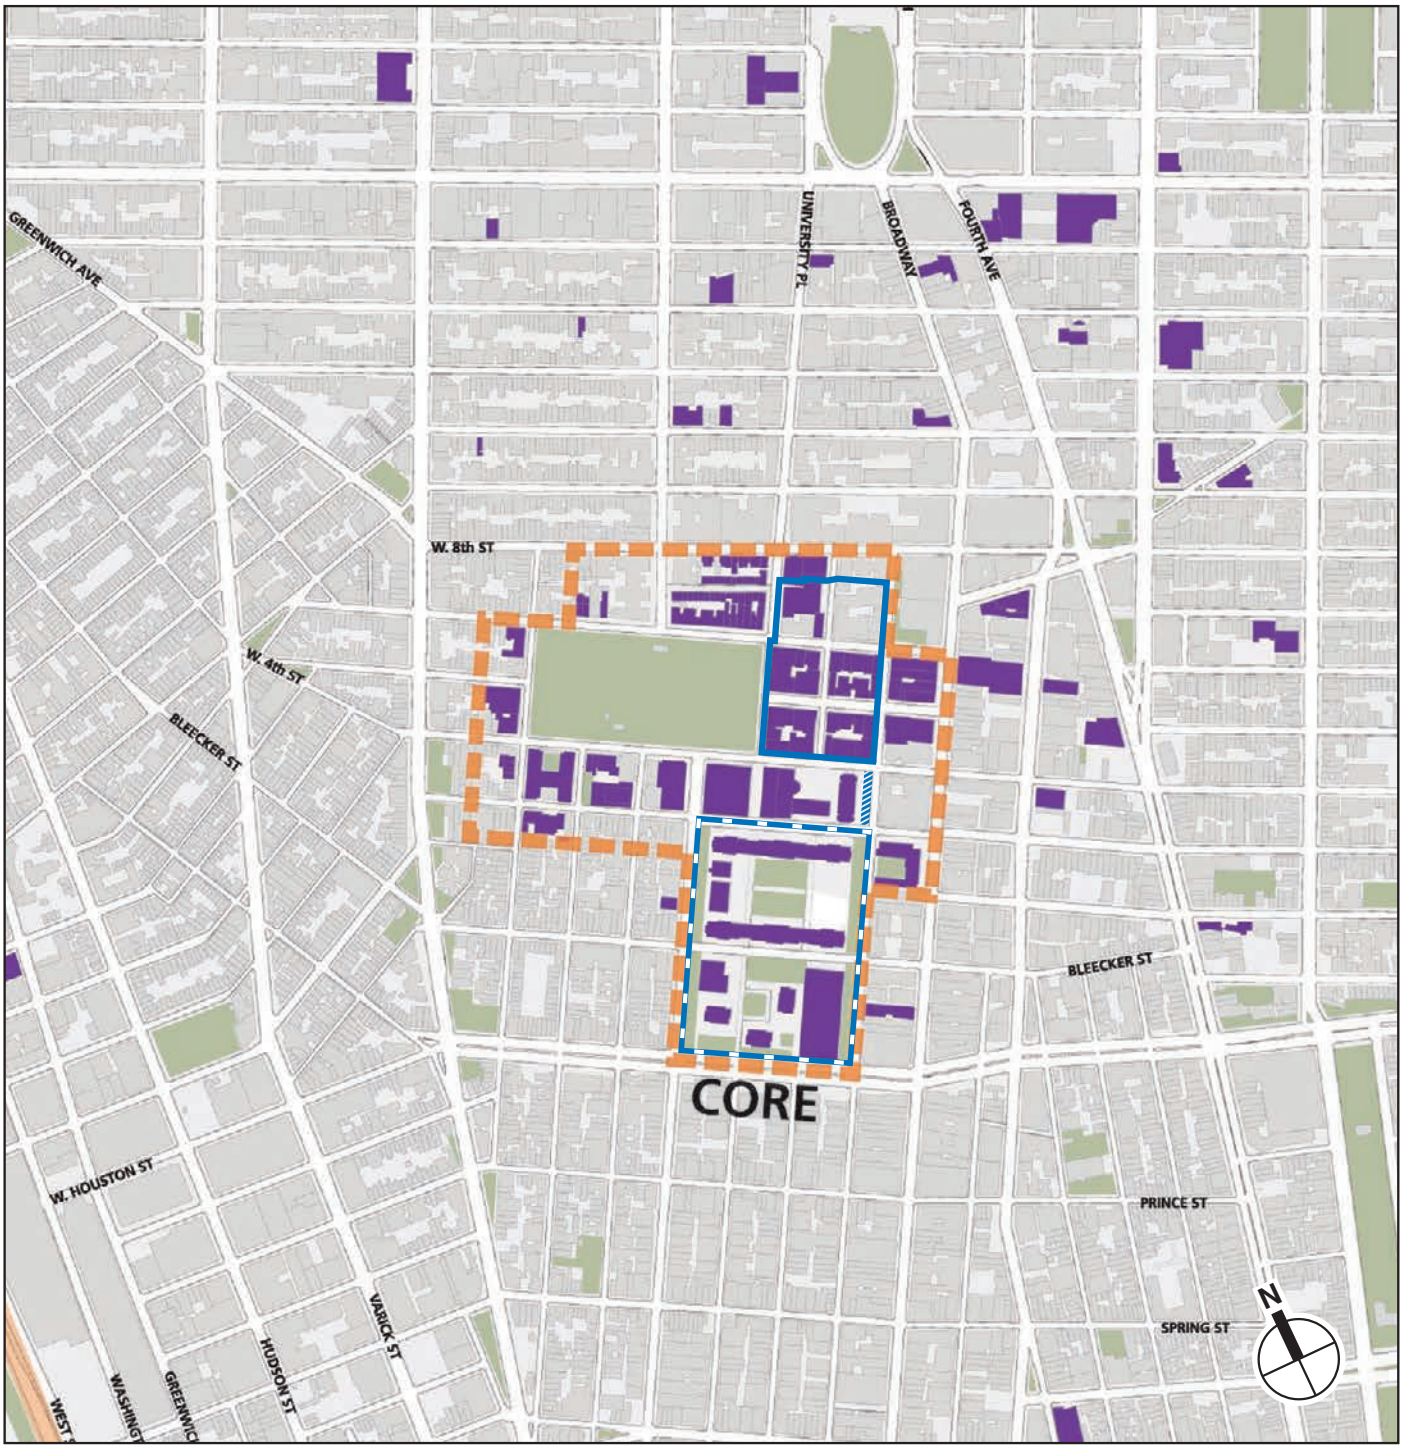 UNIVERSITY PL
BROADWAY
FOURTH AVE
GREENWICH AVE
W. 8th ST
W. 4th ST
BLEECKER ST
BLEECKER ST
CORE
W. HOUSTON ST
PRINCE ST
N
SPRING ST
VARICK ST
HUDSON ST
GREENWIC
WASHINGT
WEST S